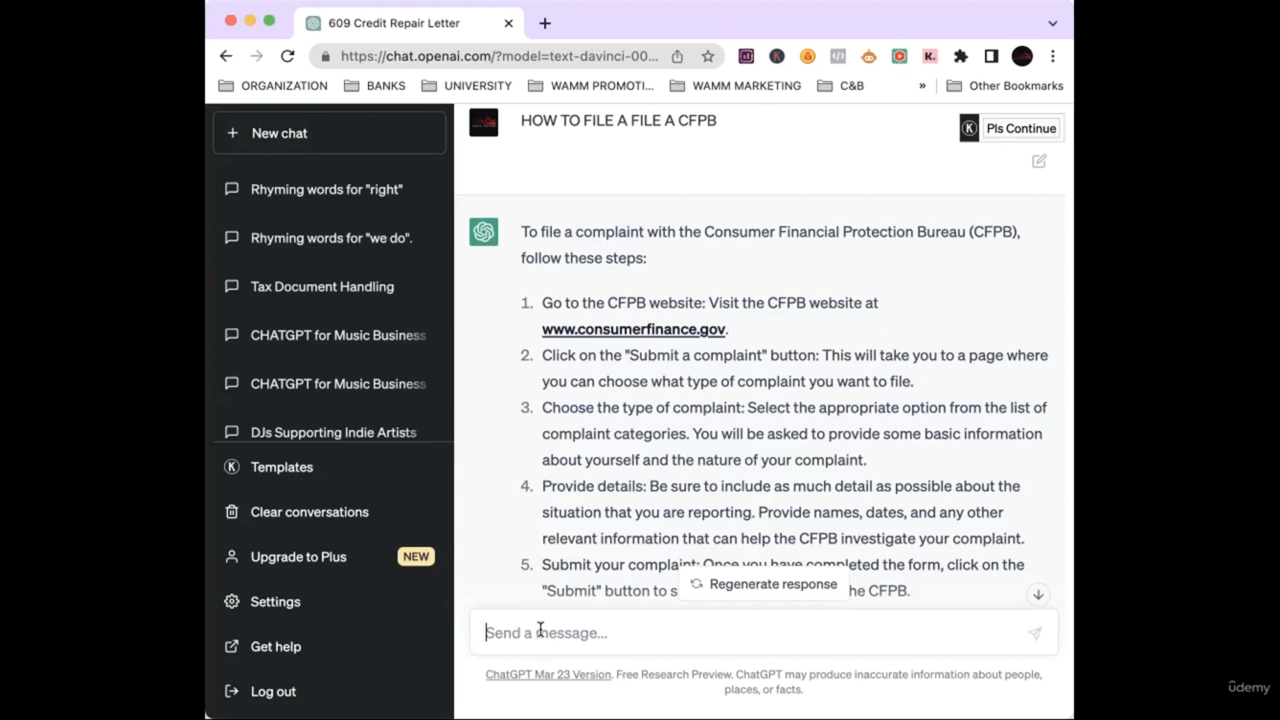 609 Credit Repair Letter
https://chat.openai.com/?model=text-davinci-00...
K.
ORGANIZATION BANKS UNIVERSITY WAMM PROMOTI... WAMM MARKETING C&B » Other Bookmarks
+ New chat
Rhyming words for "right"
Rhyming words for "we do".
Tax Document Handling
CHATGPT for Music Business
CHATGPT for Music Business
DJs Supporting Indie Artists
K Templates
Clear conversations
Upgrade to Plus NEW
Settings
Get help
Log out
HOW TO FILE A FILE A CFPB
K Pls Continue
To file a complaint with the Consumer Financial Protection Bureau (CFPB),
follow these steps:
1. Go to the CFPB website: Visit the CFPB website at
www.consumerfinance.gov.
2. Click on the "Submit a complaint" button: This will take you to a page where
you can choose what type of complaint you want to file.
3. Choose the type of complaint: Select the appropriate option from the list of
complaint categories. You will be asked to provide some basic information
about yourself and the nature of your complaint.
4. Provide details: Be sure to include as much detail as possible about the
situation that you are reporting. Provide names, dates, and any other
relevant information that can help the CFPB investigate your complaint.
5. Submit your complaint: Once you have completed the form, click on the
"Submit" button to s he CFPB.
Regenerate response
Send a message...
ChatGPT Mar 23 Version. Free Research Preview. ChatGPT may produce inaccurate information about people,
places, or facts.
ûdemy